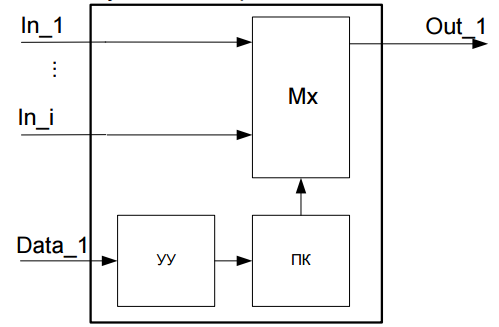 In_1
Out_1
...
Mx
In_i
Data_1
УУ
ПК